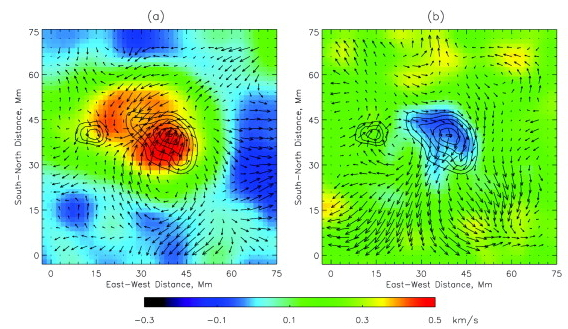 (a) (b)
75 75
60 60
45 45
30 30
15 15
0 0
South-North Distance, Mm South-North Distance, Mm
0 15 30 45 60 75 0 15 30 45 60 75
East-West Distance, Mm East-West Distance, Mm
-0.3 -0.1 0.1 0.3 0.5 km/s